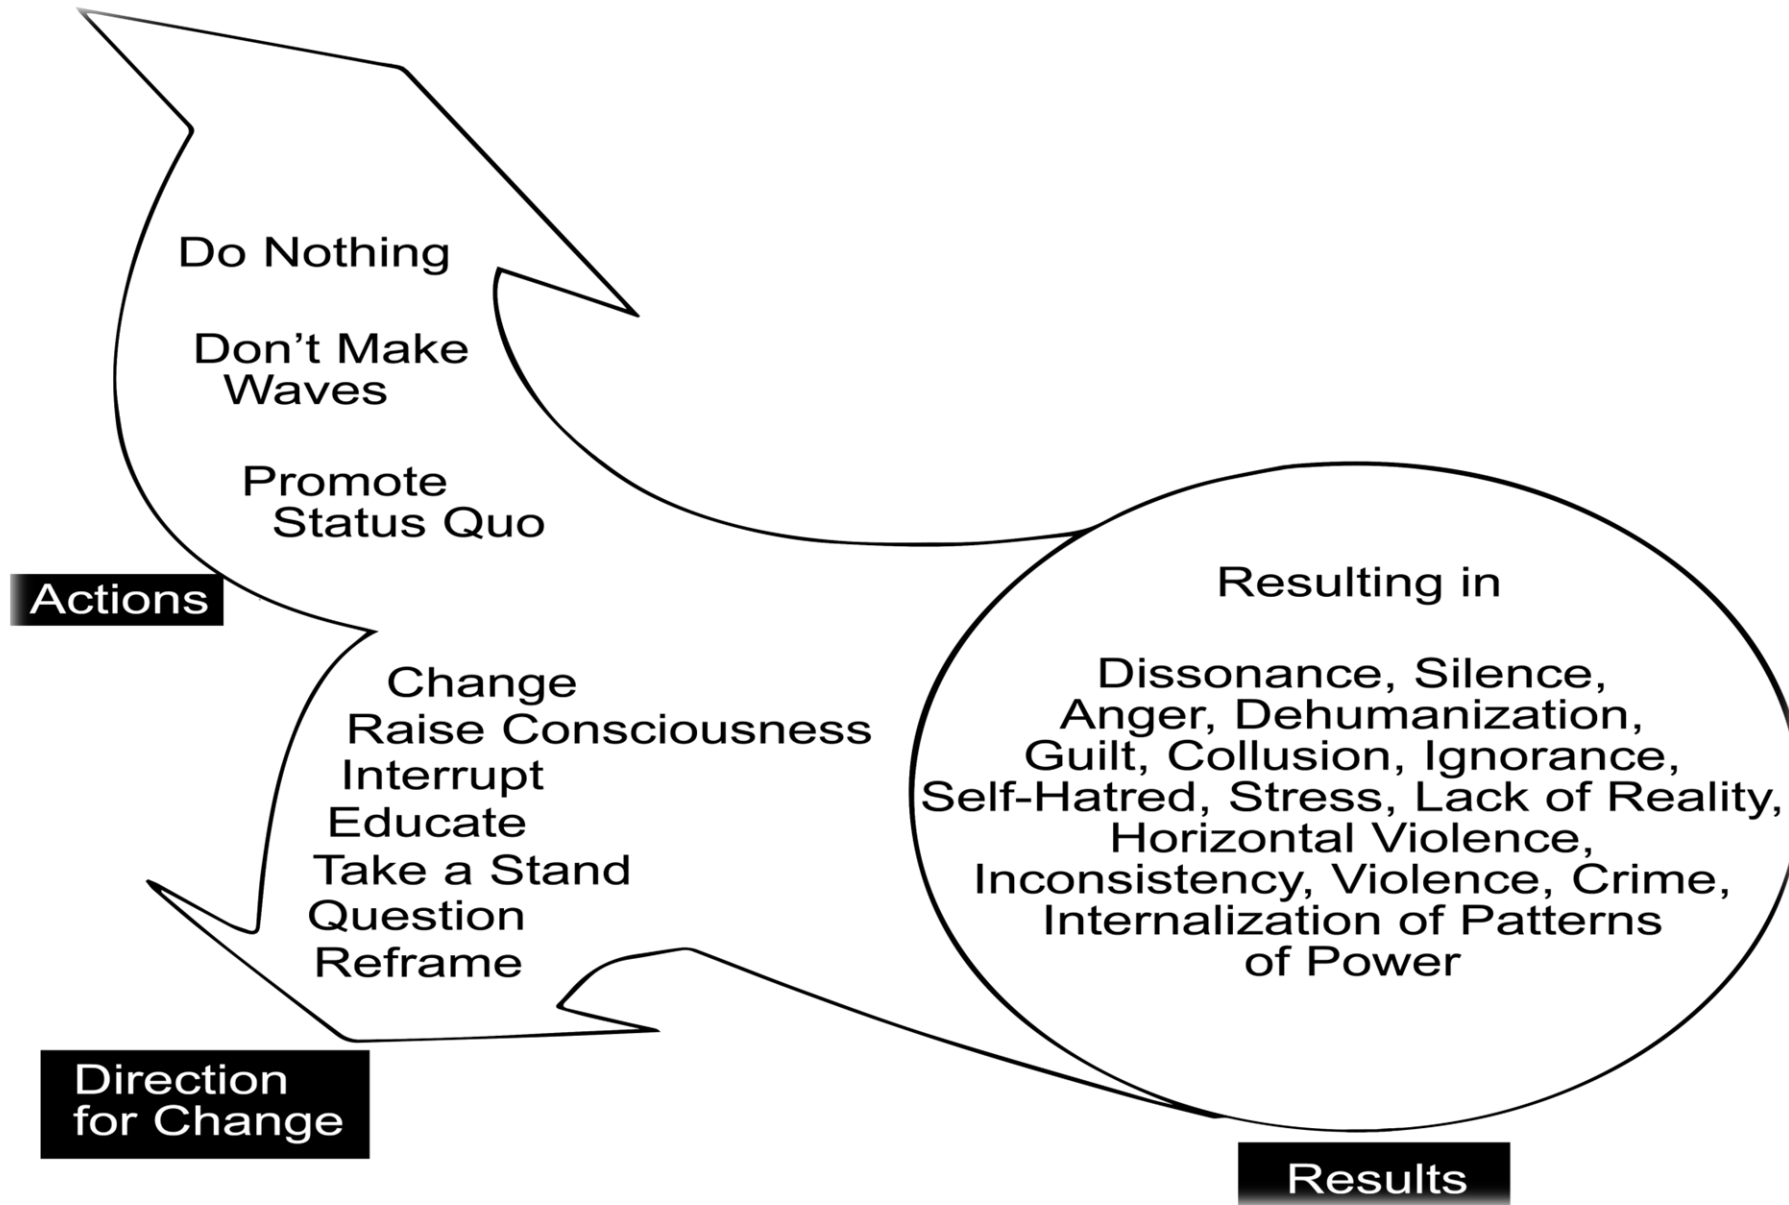 Do Nothing
Don't Make
Waves
Promote
Status Quo
Actions
Change
Raise Consciousness
Interrupt
Educate
Take a Stand
Question
Reframe
Direction
for Change
Resulting in
Dissonance, Silence,
Anger, Dehumanization,
Guilt, Collusion, Ignorance,
Self-Hatred, Stress, Lack of Reality,
Horizontal Violence,
Inconsistency, Violence, Crime,
Internalization of Patterns
of Power
Results